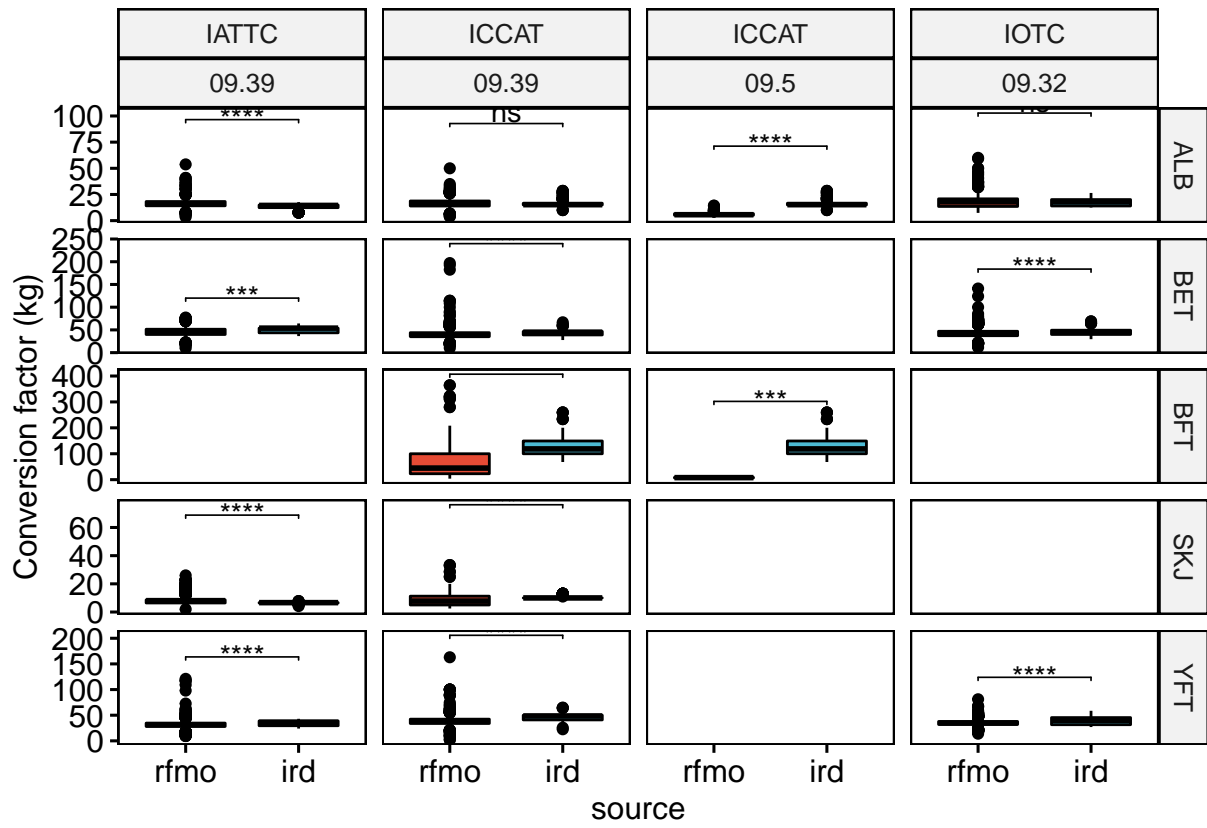 IATTC ICCAT ICCAT IOTC
09.39 09.39 09.5 09.32
100 75 50 25 0 **** ns **** ns ALB
250 200 150 100 50 0 *** **** BET
400 300 200 100 0 *** BFT
60 40 20 0 **** SKJ
200 150 100 50 0 **** **** YFT
Conversion factor (kg)
rfmo ird rfmo ird rfmo ird rfmo ird
source